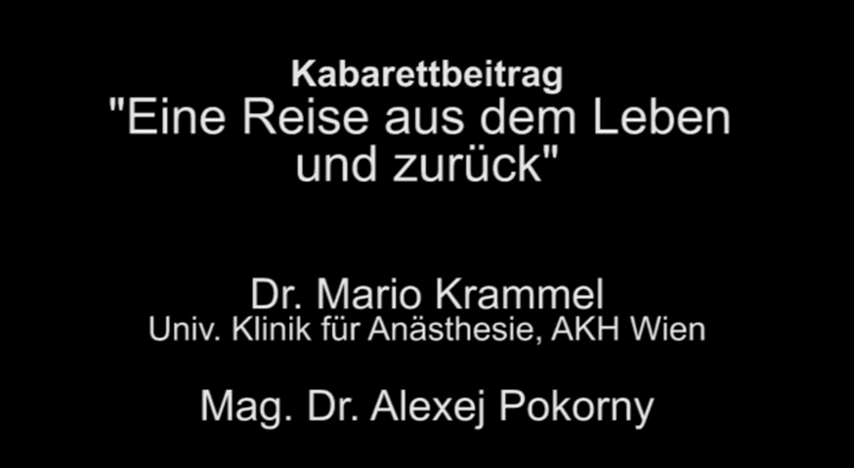 Kabarettbeitrag
"Eine Reise aus dem Leben
und zurück"
Dr. Mario Krammel
Univ. Klinik für Anästhesie, AKH Wien
Mag. Dr. Alexej Pokorny